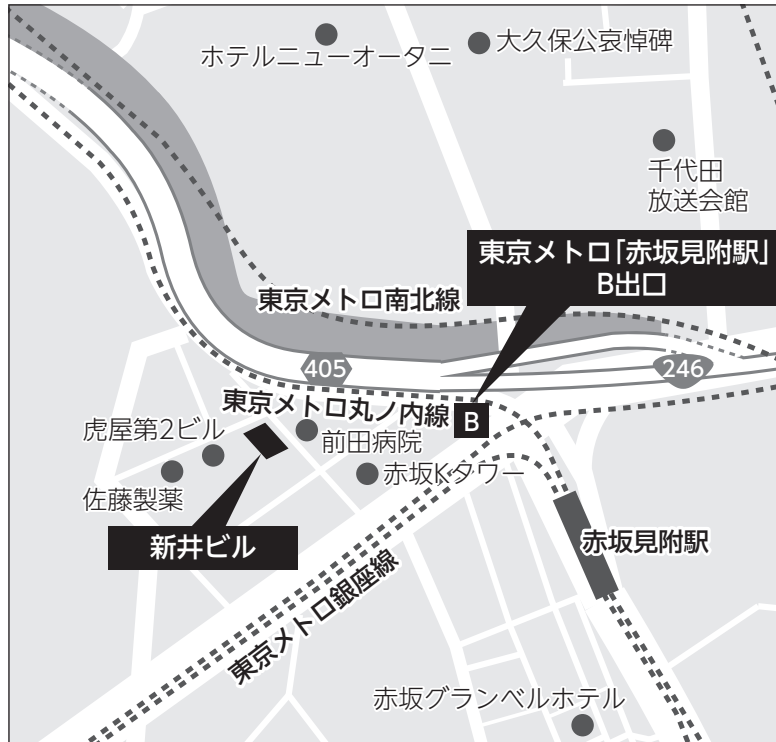 ホテルニューオータニ
大久保公哀悼碑
千代田
放送会館
東京メトロ「赤坂見附駅」
B出口
東京メトロ南北線
405
246
東京メトロ丸ノ内線
B
虎屋第2ビル
前田病院
赤坂Kタワー
佐藤製薬
新井ビル
赤坂見附駅
東京メトロ銀座線
赤坂グランベルホテル